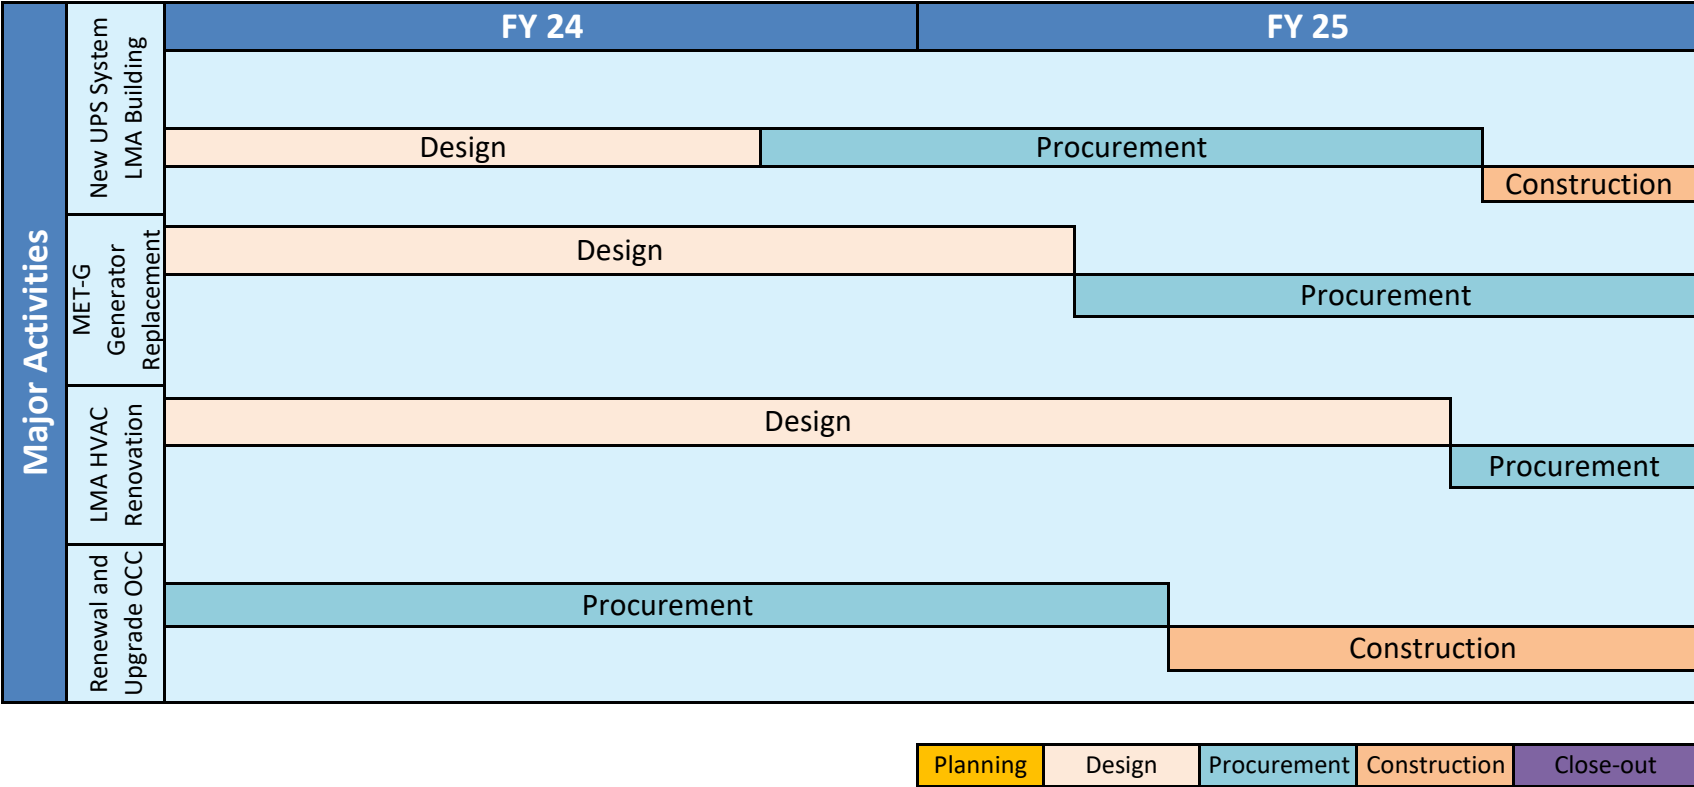 FY 24
FY 25
Major Activities
New UPS System
LMA Building
Design
Procurement
Construction
MET-G
Generator
Replacement
Design
Procurement
LMA HVAC
Renovation
Design
Procurement
Renewal and
Upgrade OCC
Procurement
Construction
Planning
Design
Procurement
Construction
Close-out